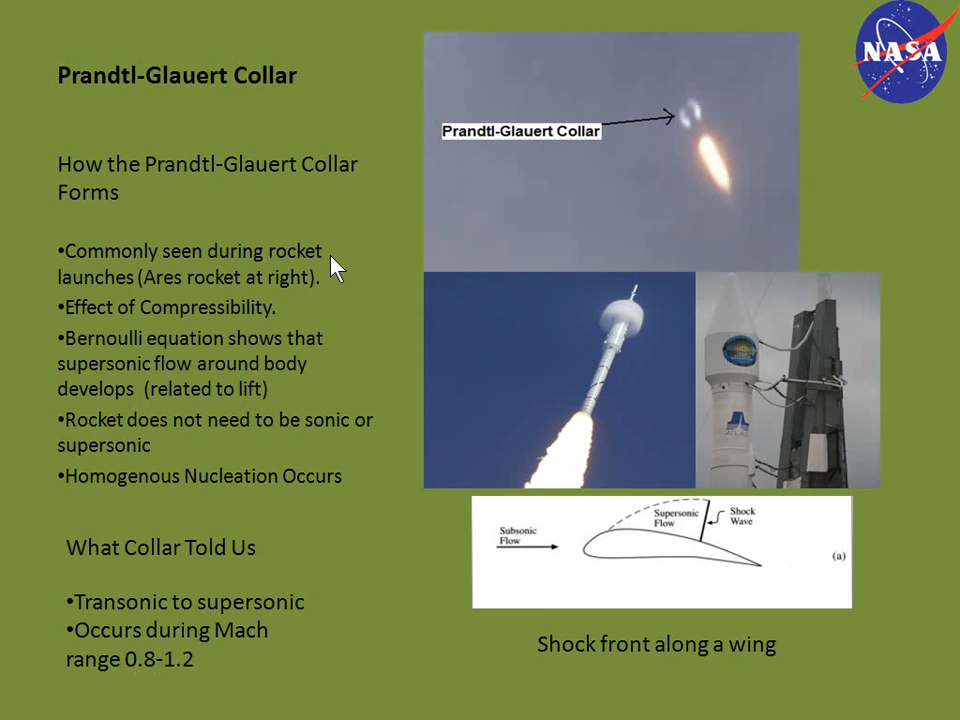 Prandtl-Glauert Collar
How the Prandtl-Glauert Collar
Forms
•Commonly seen during rocket
launches (Ares rocket at right).
•Effect of Compressibility.
•Bernoulli equation shows that
supersonic flow around body
develops (related to lift)
•Rocket does not need to be sonic or
supersonic
•Homogenous Nucleation Occurs
What Collar Told Us
•Transonic to supersonic
•Occurs during Mach
range 0.8-1.2
NASA
Prandtl-Glauert Collar
ATLAS
Subsonic
Flow
Supersonic
Flow
Shock
Wave
(a)
Shock front along a wing